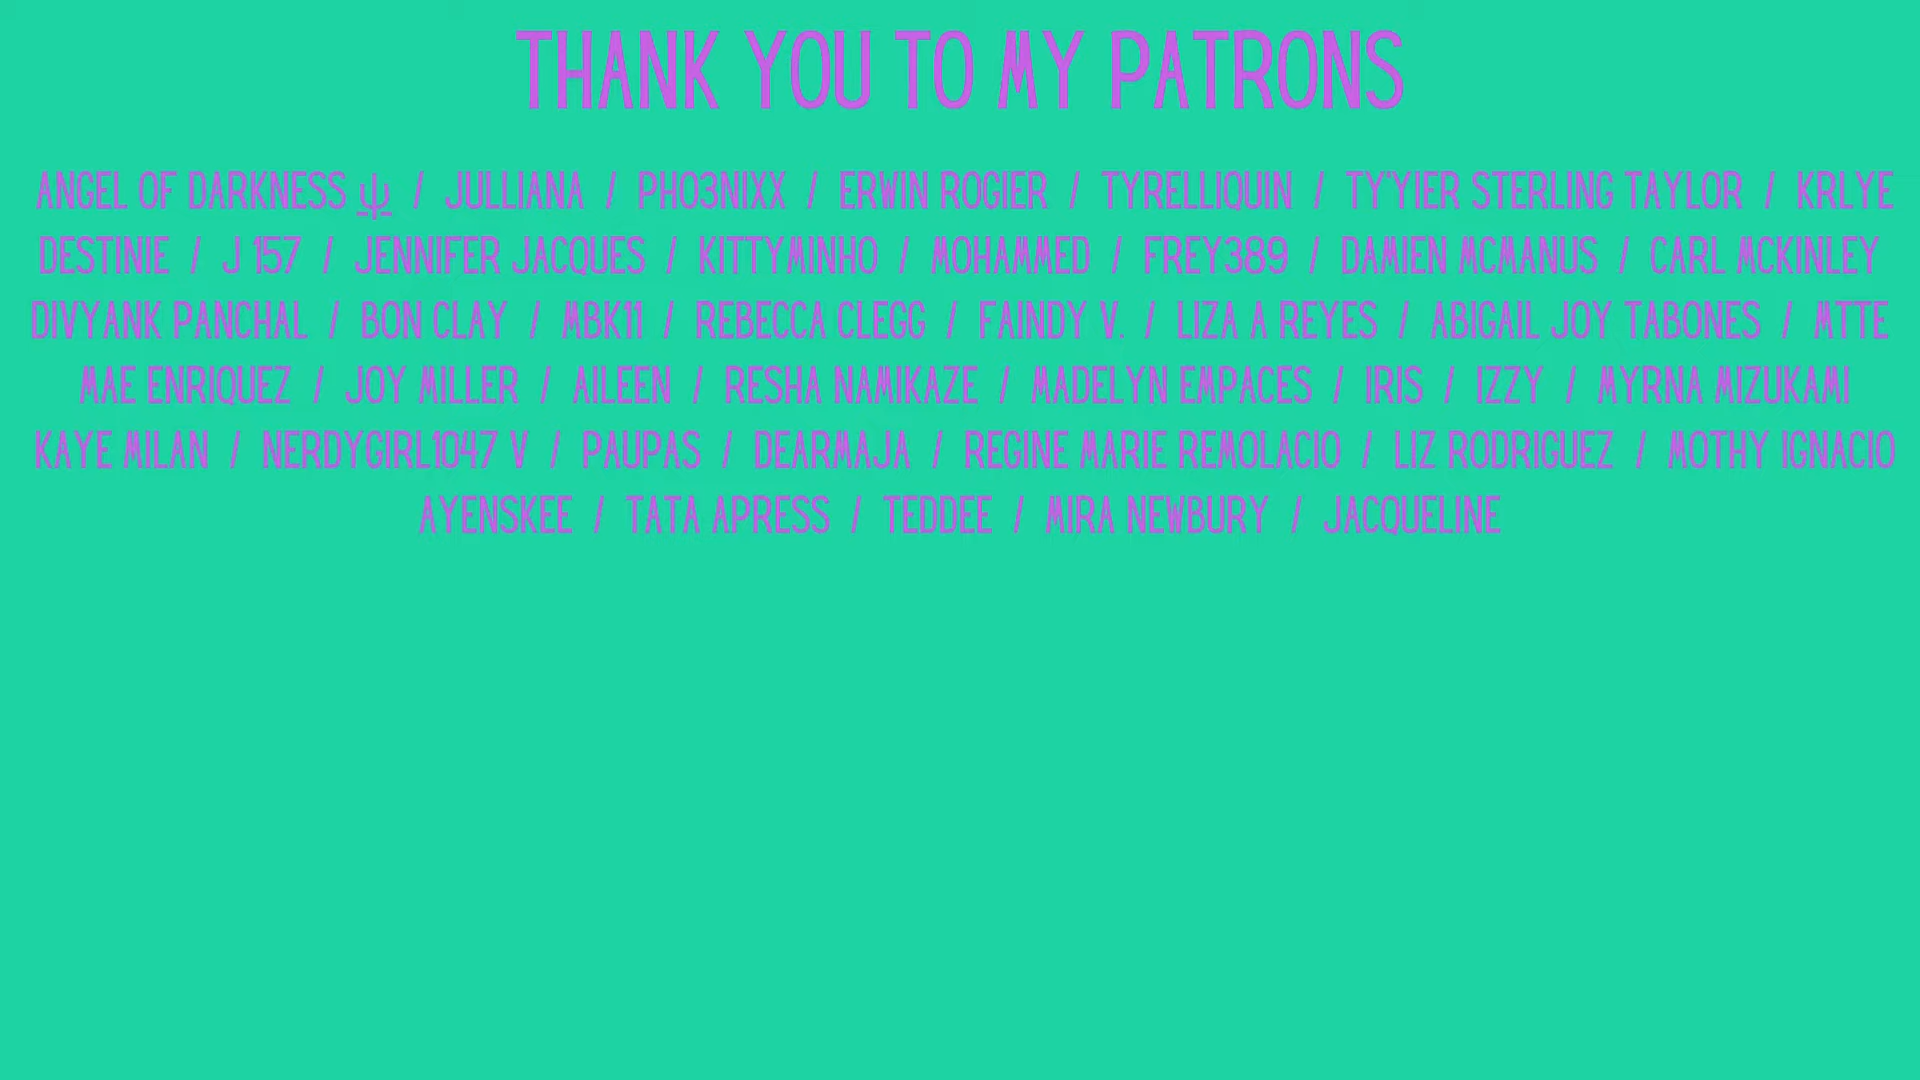 THANK YOU TO MY PATRONS
ANGEL OF DARKNESS ψ / JULLIANA / PHO3NIXX / ERWIN ROGIER / TYRELLIQUIN / TY'YIER STERLING TAYLOR / KRLYE
DESTINIE / J 157 / JENNIFER JACQUES / KITTYMINHO / MOHAMMED / FREY389 / DAMIEN MCMANUS / CARL MCKINLEY
DIVYANK PANCHAL / BON CLAY / MBK11 / REBECCA CLEGG / FAINDY V. / LIZA A REYES / ABIGAIL JOY TABONES / MTTE
MAE ENRIQUEZ / JOY MILLER / AILEEN / RESHA NAMIKAZE / MADELYN EMPACES / IRIS / IZZY / MYRNA MIZUKAMI
KAYE MILAN / NERDYGIRL1047 V / PAUPAS / DEARMAJA / REGINE MARIE REMOLACIO / LIZ RODRIGUEZ / MOTHY IGNACIO
AYENSKEE / TATA APRESS / TEDDEE / MIRA NEWBURY / JACQUELINE